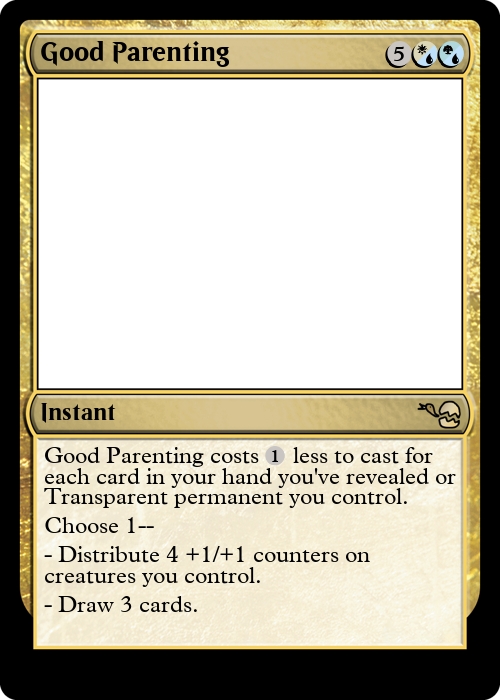 Good Parenting 5
Instant
Good Parenting costs 1 less to cast for
each card in your hand you've revealed or
Transparent permanent you control.
Choose 1--
- Distribute 4 +1/+1 counters on
creatures you control.
- Draw 3 cards.